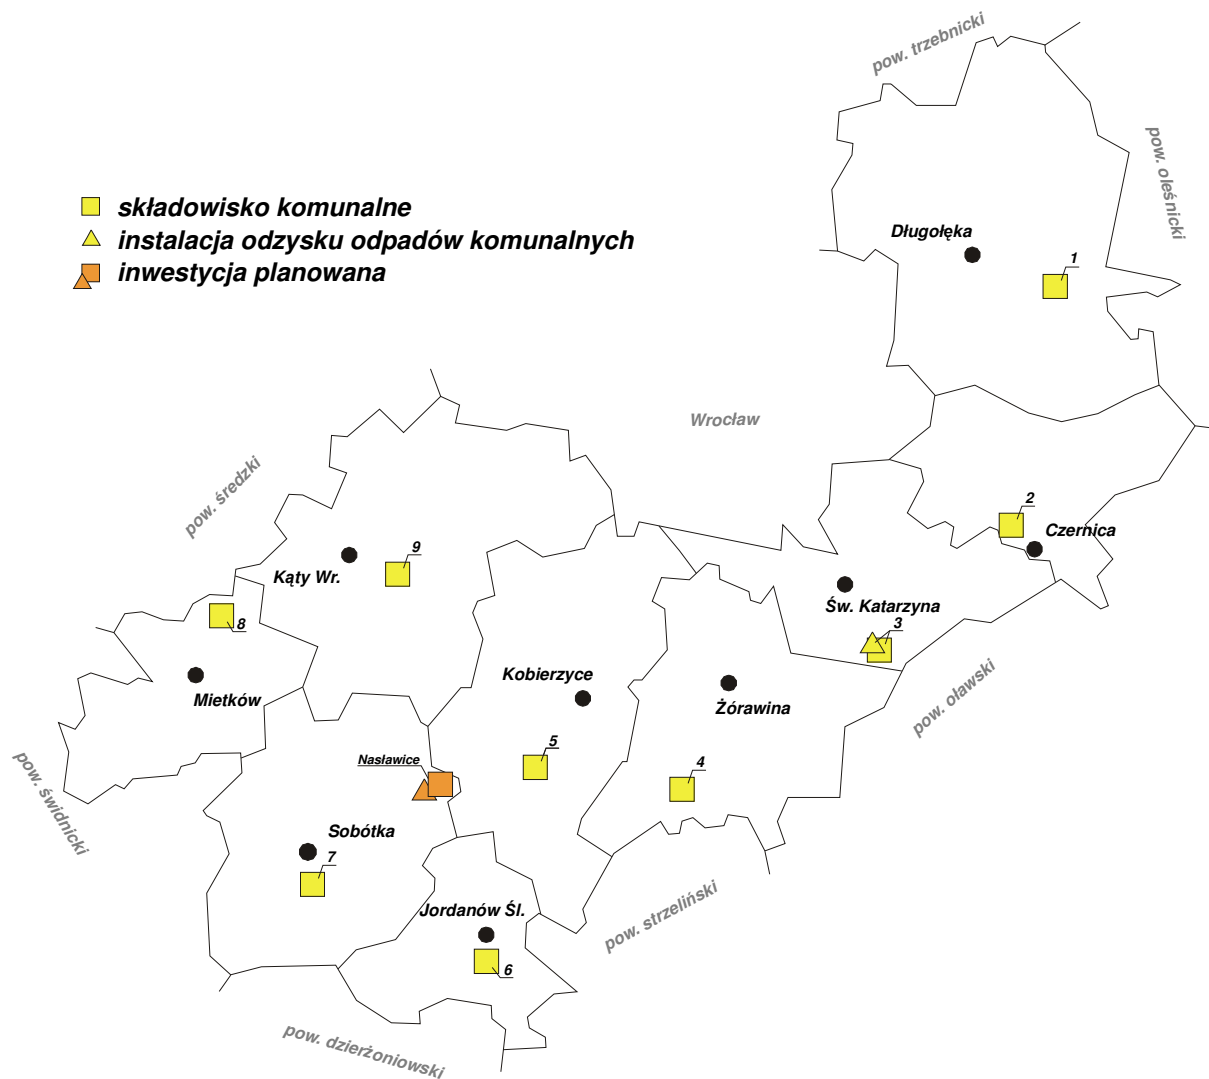 pow. trzebnicki
pow. oleśnicki
składowisko komunalne
instalacja odzysku odpadów komunalnych
inwestycja planowana
Długołęka
1
Wrocław
pow. średzki
2
Czernica
9
Kąty Wr.
Św. Katarzyna
3
8
Mietków
Kobierzyce
Żórawina
pow. oławski
pow. świdnicki
Nasławice
5
4
Sobótka
7
Jordanów Śl.
6
pow. strzeliński
pow. dzierżoniowski